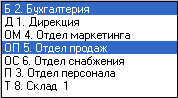 Б 2. Бухгалтерия
Д 1. Дирекция
ОМ 4. Отдел маркетинга
ОП 5. Отдел продаж
ОС 6. Отдел снабжения
П 3. Отдел персонала
Т 8. Склад 1